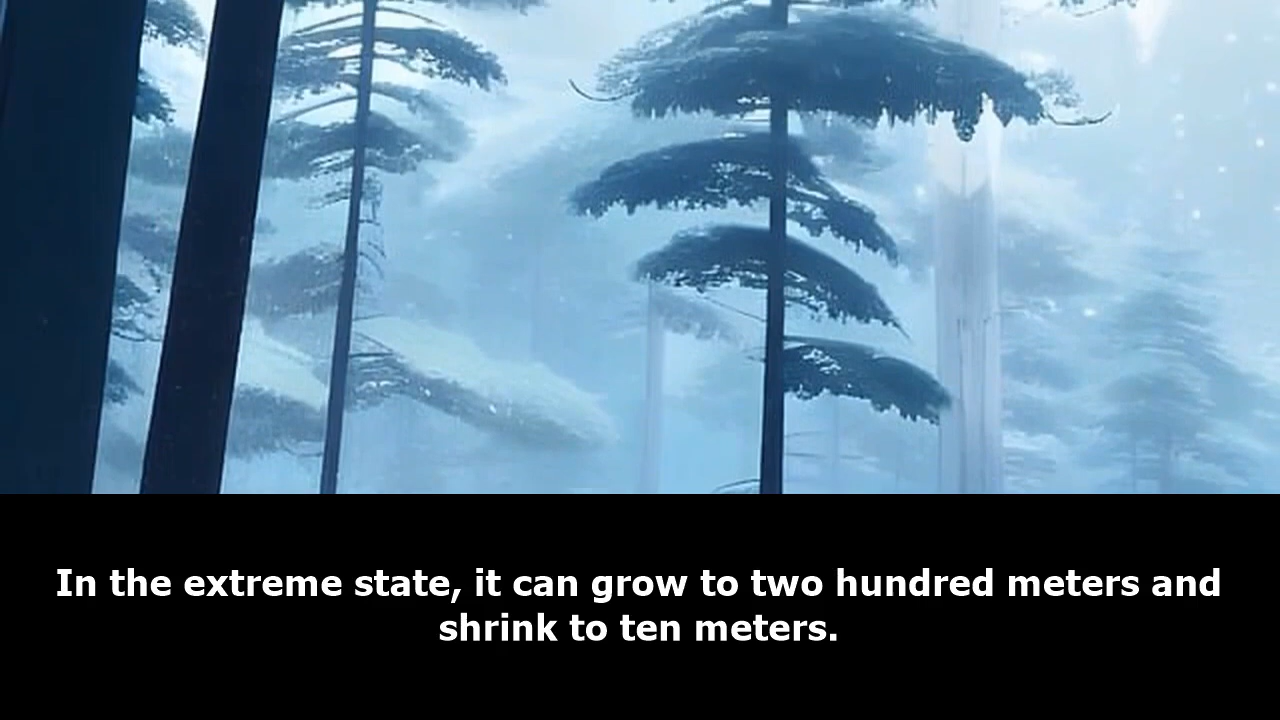 In the extreme state, it can grow to two hundred meters and
shrink to ten meters.